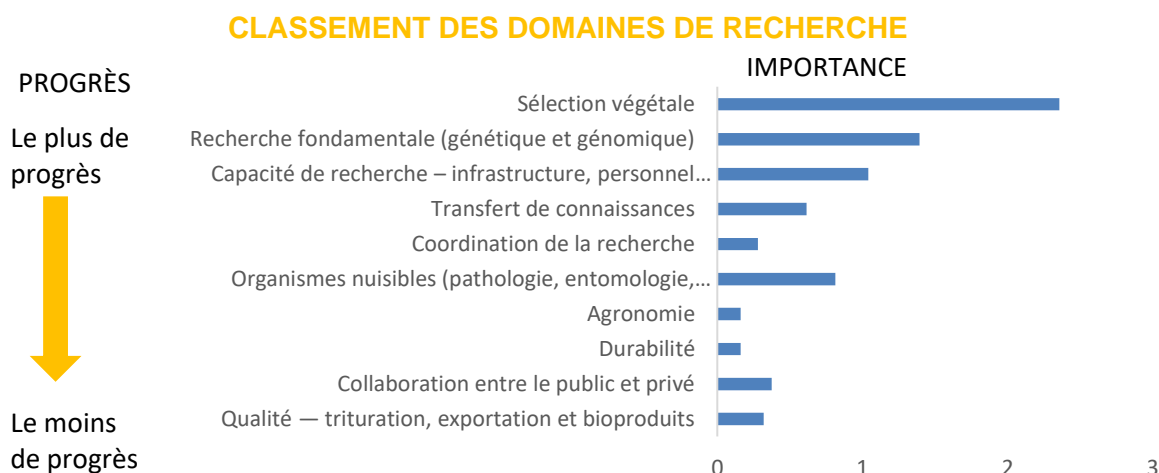 CLASSEMENT DES DOMAINES DE RECHERCHE
IMPORTANCE
PROGRÈS
Sélection végétale
Le plus de
progrès
Recherche fondamentale (génétique et génomique)
Capacité de recherche – infrastructure, personnel…
Transfert de connaissances
Coordination de la recherche
Organismes nuisibles (pathologie, entomologie,…
Agronomie
Durabilité
Collaboration entre le public et privé
Qualité — trituration, exportation et bioproduits
Le moins
de progrès
0 1 2 3